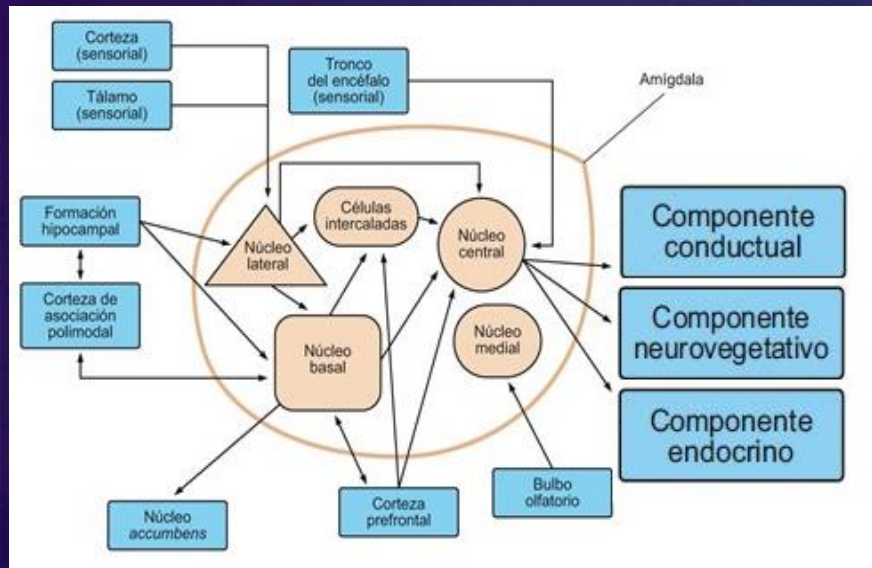 Corteza
(sensorial)
Tálamo
(sensorial)
Tronco
del encéfalo
(sensorial)
Amígdala
Formación
hipocampal
Corteza de
asociación
polimodal
Núcleo
lateral
Células
intercaladas
Núcleo
central
Núcleo
basal
Núcleo
medial
Componente
conductual
Componente
neurovegetativo
Componente
endocrino
Núcleo
accumbens
Corteza
prefrontal
Bulbo
olfatorio